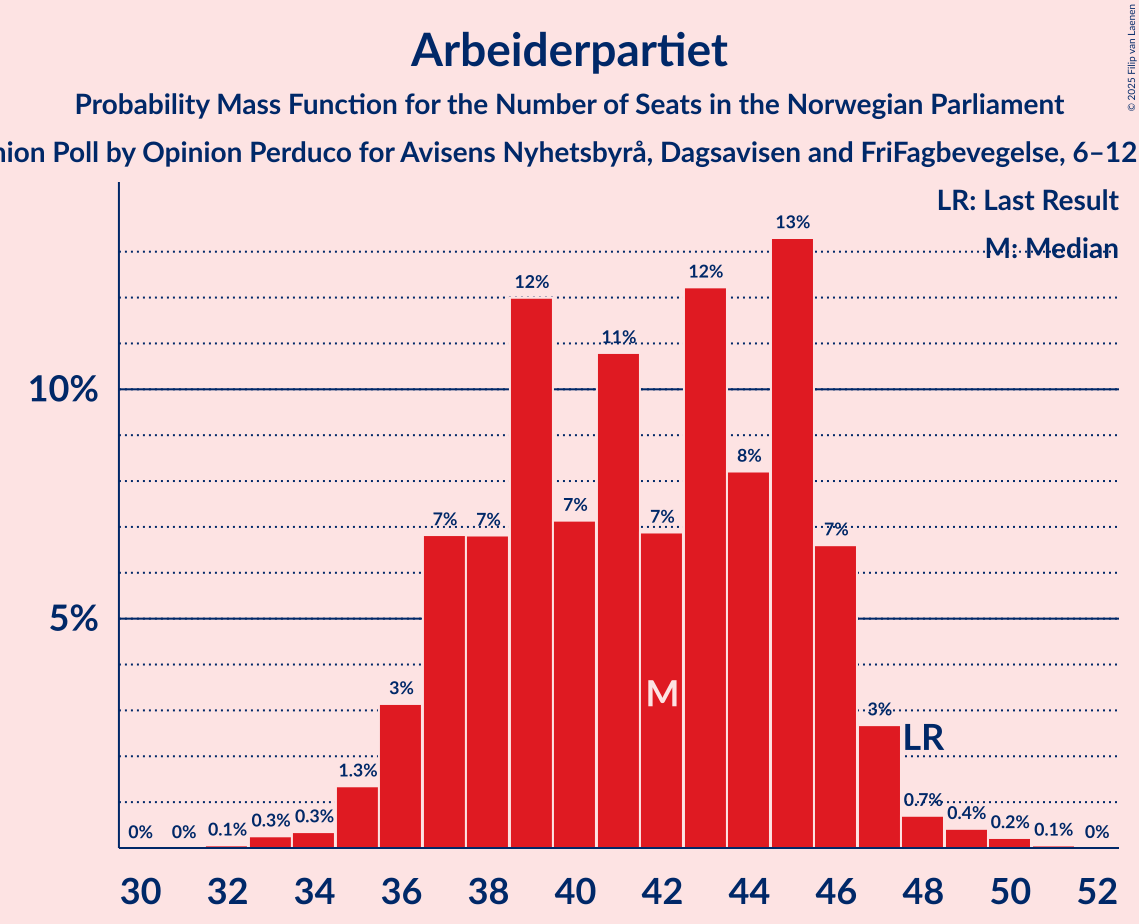 Arbeiderpartiet
Probability Mass Function for the Number of Seats in the Norwegian Parliament
Poll by Opinion Perduco for Avisens Nyhetsbyrå, Dagsavisen and FriFagbevegelse, 6–12
© 2025 Filip van Laenen
LR: Last Result
M: Median
10%
5%
0% 0% 0.1% 0.3% 0.3% 1.3% 3% 7% 7% 12% 7% 11% 7% 12% 8% 13% 7% 3% 0.7% 0.4% 0.2% 0.1% 0%
M
LR
30 32 34 36 38 40 42 44 46 48 50 52